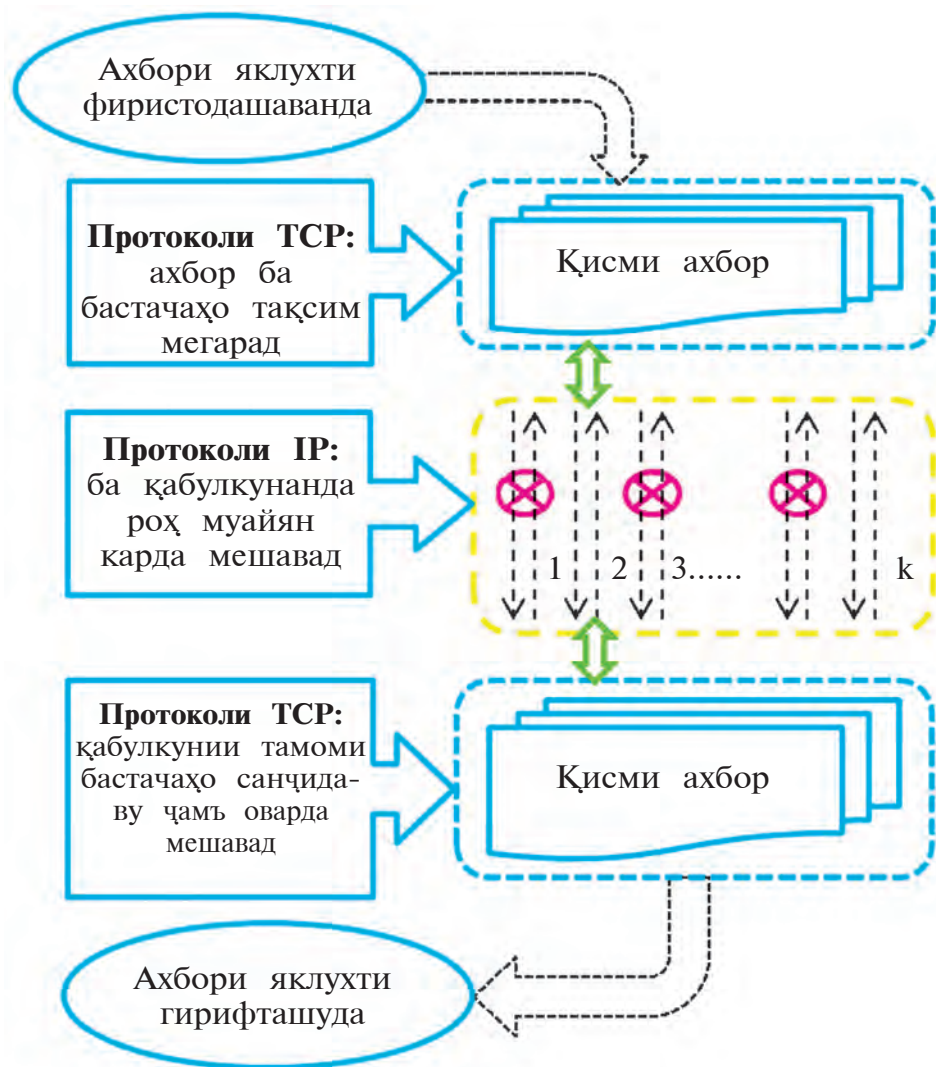 Ахбори яклухти
фиристодашаванда
Протоколи TCP:
ахбор ба
бастачаҳо тақсим
мегарад
Қисми ахбор
Протоколи IP:
ба қабулкунанда
роҳ муайян
карда мешавад
1 2 3...... k
Протоколи TCP:
қабулкунии тамоми
бастачаҳо санҷида-
ву ҷамъ оварда
мешавад
Қисми ахбор
Ахбори яклухти
гирифташуда